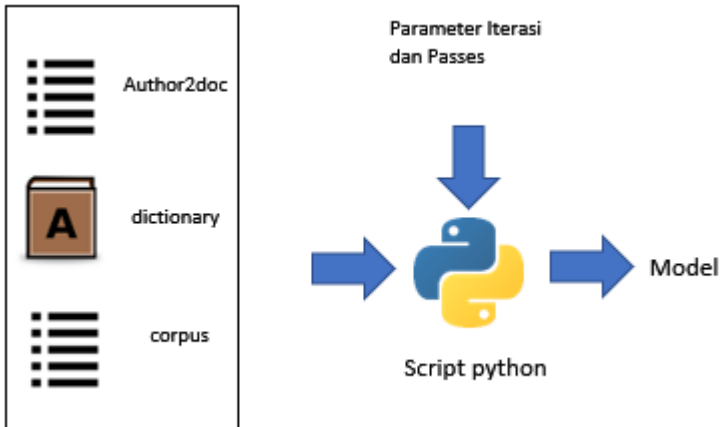 Author2doc
A
dictionary
corpus
Parameter Iterasi
dan Passes
Script python
Model